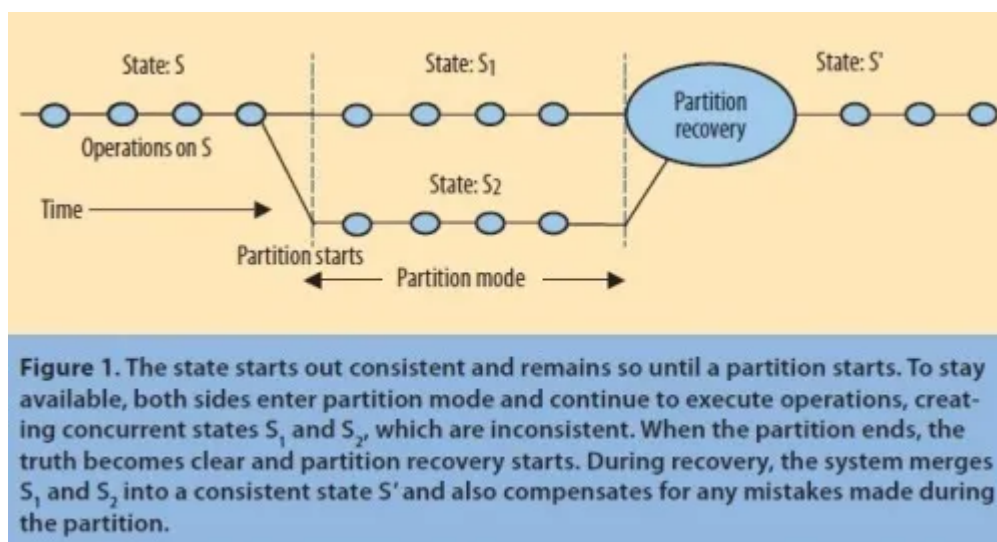 State: S
State: S1
State: S'
Partition
recovery
Operations on S
State: S2
Time
Partition starts
Partition mode
Figure 1. The state starts out consistent and remains so until a partition starts. To stay
available, both sides enter partition mode and continue to execute operations, creat-
ing concurrent states S1 and S2, which are inconsistent. When the partition ends, the
truth becomes clear and partition recovery starts. During recovery, the system merges
S1 and S2 into a consistent state S' and also compensates for any mistakes made during
the partition.